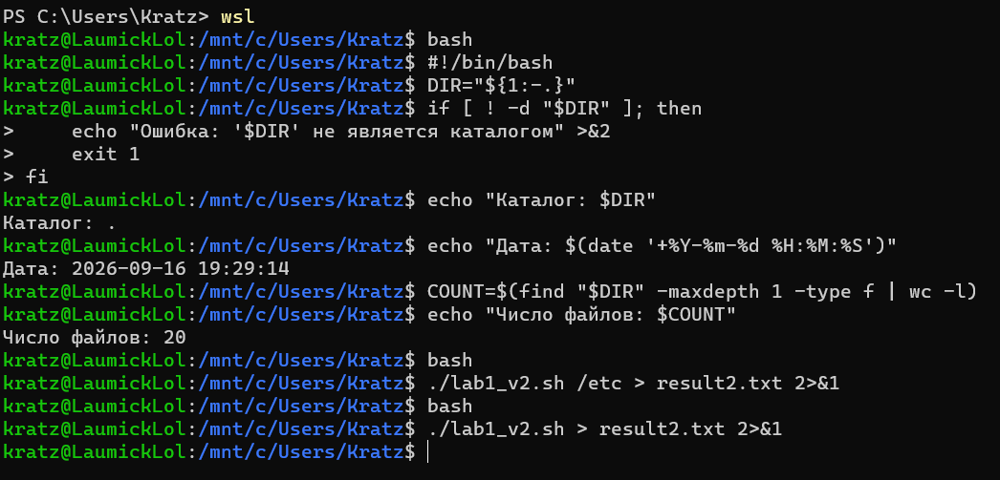 PS C:\Users\Kratz> wsl
kratz@LaumickLol:/mnt/c/Users/Kratz$ bash
kratz@LaumickLol:/mnt/c/Users/Kratz$ #!/bin/bash
kratz@LaumickLol:/mnt/c/Users/Kratz$ DIR="${1:-.}"
kratz@LaumickLol:/mnt/c/Users/Kratz$ if [ ! -d "$DIR" ]; then
>     echo "Ошибка: '$DIR' не является каталогом" >&2
>     exit 1
> fi
kratz@LaumickLol:/mnt/c/Users/Kratz$ echo "Каталог: $DIR"
Каталог: .
kratz@LaumickLol:/mnt/c/Users/Kratz$ echo "Дата: $(date '+%Y-%m-%d %H:%M:%S')"
Дата: 2026-09-16 19:29:14
kratz@LaumickLol:/mnt/c/Users/Kratz$ COUNT=$(find "$DIR" -maxdepth 1 -type f | wc -l)
kratz@LaumickLol:/mnt/c/Users/Kratz$ echo "Число файлов: $COUNT"
Число файлов: 20
kratz@LaumickLol:/mnt/c/Users/Kratz$ bash
kratz@LaumickLol:/mnt/c/Users/Kratz$ ./lab1_v2.sh /etc > result2.txt 2>&1
kratz@LaumickLol:/mnt/c/Users/Kratz$ bash
kratz@LaumickLol:/mnt/c/Users/Kratz$ ./lab1_v2.sh > result2.txt 2>&1
kratz@LaumickLol:/mnt/c/Users/Kratz$